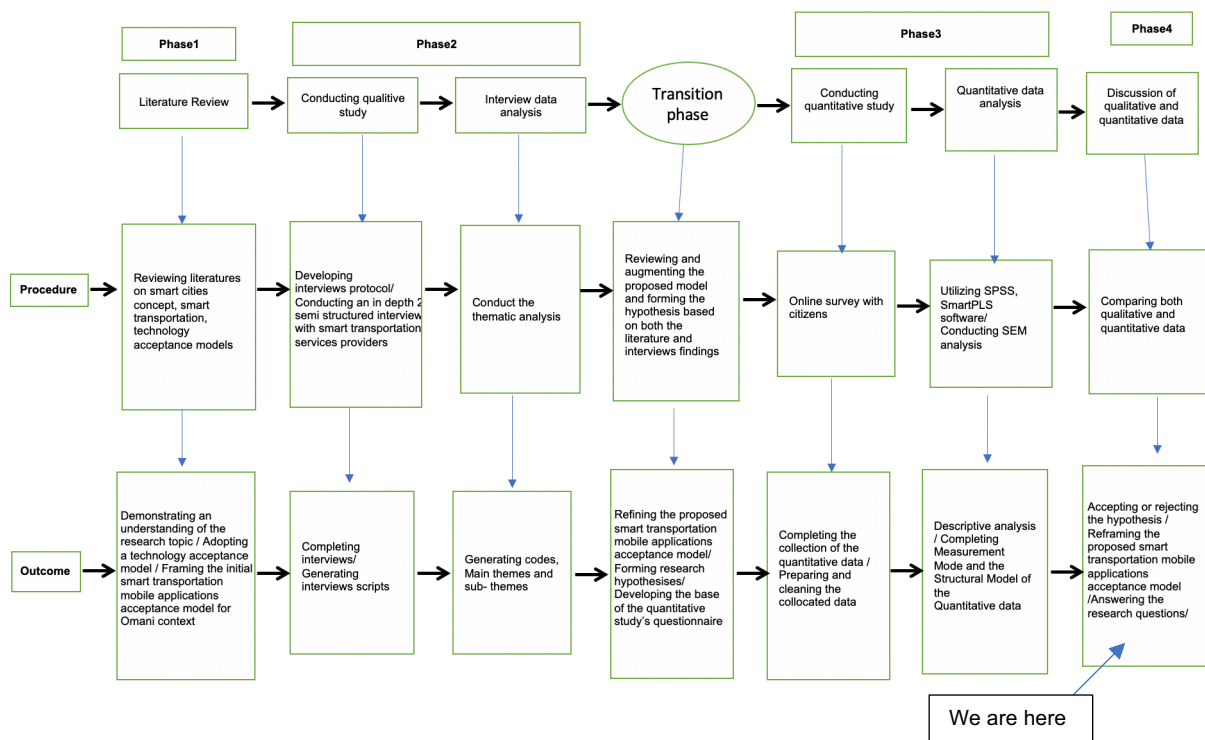 Phase1
Phase2
Phase3
Phase4
Literature Review
Conducting qualitive
study
Interview data
analysis
Transition
phase
Conducting
quantitative study
Quantitative data
analysis
Discussion of
qualitative and
quantitative data
Procedure
Reviewing literatures
on smart cities
concept, smart
transportation,
technology
acceptance models
Developing
interviews protocol/
Conducting an in depth 2
semi structured interview
with smart transportation
services providers
Conduct the
thematic analysis
Reviewing and
augmenting the
proposed model and
forming the
hypothesis based on
both the
literature and
interviews findings
Online survey with
citizens
Utilizing SPSS,
SmartPLS
software/
Conducting SEM
analysis
Comparing both
qualitative and
quantitative data
Outcome
Demonstrating an
understanding of the
research topic / Adopting
a technology acceptance
model / Framing the initial
smart transportation
mobile applications
acceptance model for
Omani context
Completing
interviews/
Generating
interviews scripts
Generating codes,
Main themes and
sub- themes
Refining the proposed
smart transportation
mobile applications
acceptance model/
Forming research
hypothesises/
Developing the base
of the quantitative
study's questionnaire
Completing the
collection of the
quantitative data /
Preparing and
cleaning the
collocated data
Descriptive analysis
/ Completing
Measurement
Mode and the
Structural Model of
the
Quantitative data
Accepting or rejecting
the hypothesis /
Reframing the
proposed smart
transportation mobile
applications
acceptance model
/Answering the
research questions/
We are here